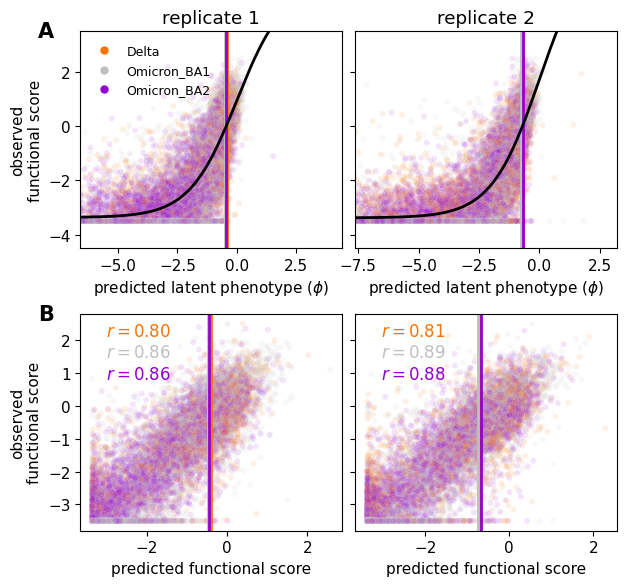 A
replicate 1
replicate 2
Delta
Omicron_BA1
Omicron_BA2
observed
functional score
2
0
−2
−4
−5.0 −2.5 0.0 2.5
−7.5 −5.0 −2.5 0.0 2.5
predicted latent phenotype (ϕ)
predicted latent phenotype (ϕ)
B
r = 0.80
r = 0.86
r = 0.86
r = 0.81
r = 0.89
r = 0.88
observed
functional score
2
1
0
−1
−2
−3
−2 0 2
−2 0 2
predicted functional score
predicted functional score